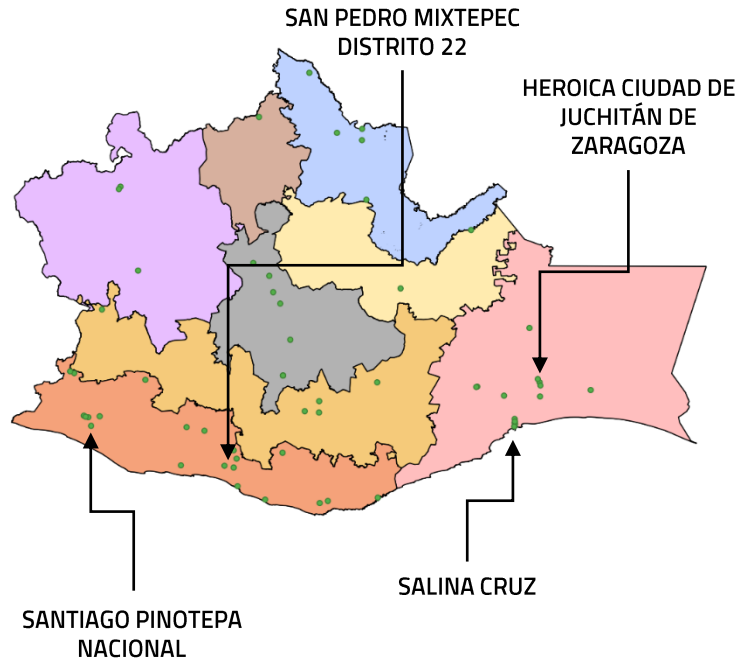 SAN PEDRO MIXTEPEC
DISTRITO 22
HEROICA CIUDAD DE
JUCHITÁN DE
ZARAGOZA
SALINA CRUZ
SANTIAGO PINOTEPA
NACIONAL